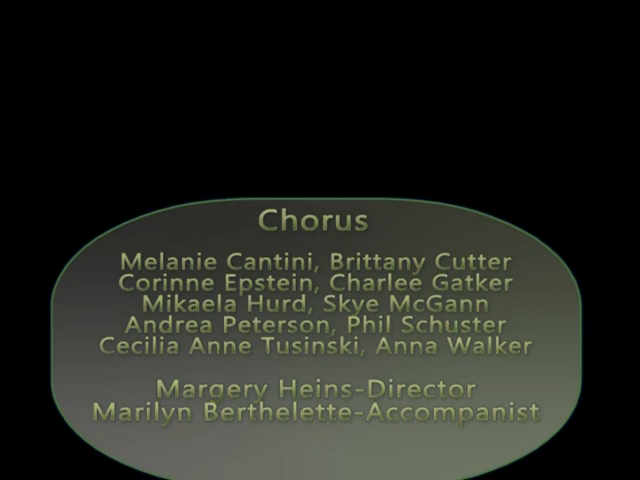 Chorus
Melanie Cantini, Brittany Cutter
Corinne Epstein, Charlee Gatker
Mikaela Hurd, Skye McGann
Andrea Peterson, Phil Schuster
Cecilia Anne Tusinski, Anna Walker
Margery Heins-Director
Marilyn Berthelette-Accompanist